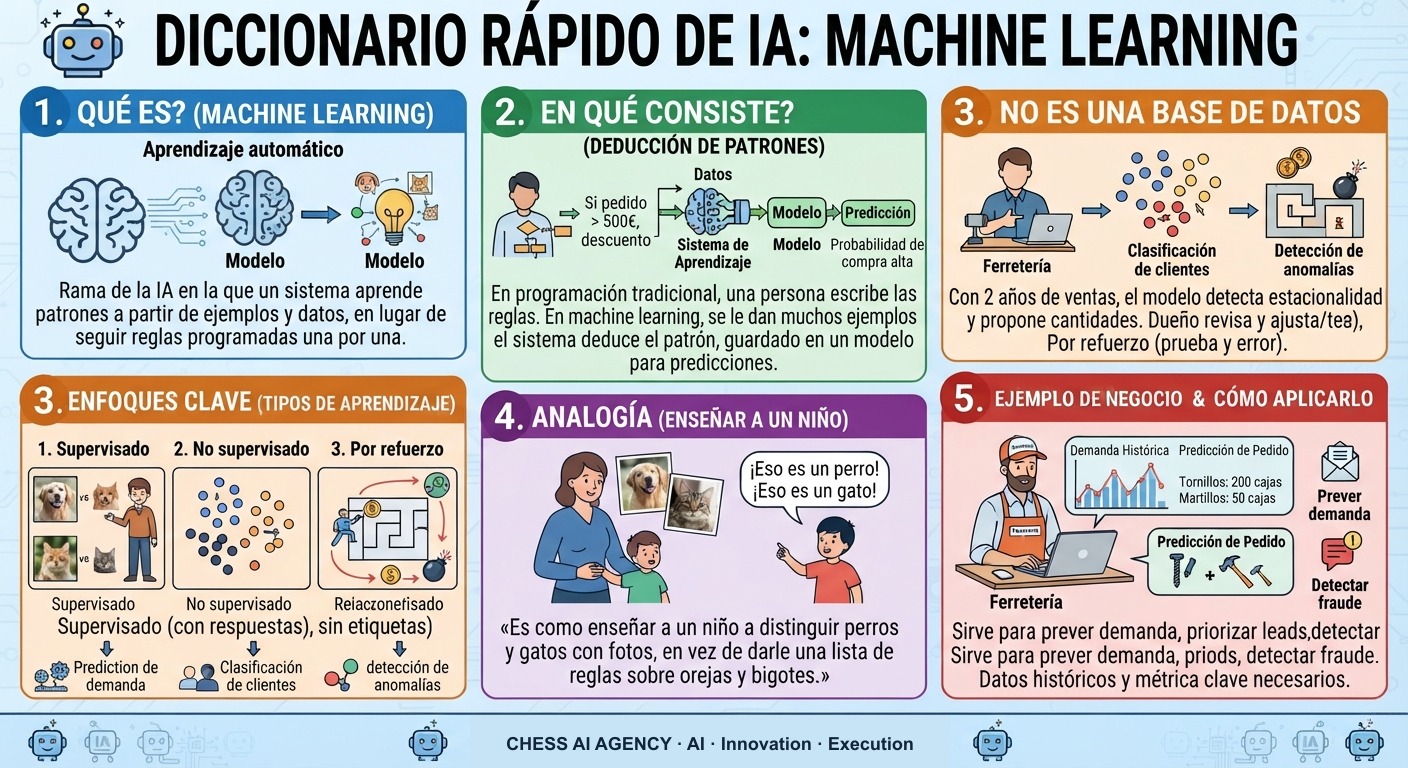 DICCIONARIO RÁPIDO DE IA: MACHINE LEARNING
1. QUÉ ES? (MACHINE LEARNING)
Aprendizaje automático
Modelo
Modelo
Rama de la IA en la que un sistema aprende
patrones a partir de ejemplos y datos, en lugar de
seguir reglas programadas una por una.
2. EN QUÉ CONSISTE?
(DEDUCCIÓN DE PATRONES)
Si pedido
> 500€,
descuento
Datos
Sistema de
Aprendizaje
Modelo
Modelo
Predicción
Probabilidad de
compra alta
En programación tradicional, una persona escribe las
reglas. En machine learning, se le dan muchos ejemplos
el sistema deduce el patrón, guardado en un modelo
para predicciones.
3. NO ES UNA BASE DE DATOS
Ferretería
Clasificación
de clientes
Detección de
anomalías
Con 2 años de ventas, el modelo detecta estacionalidad
y propone cantidades. Dueño revisa y ajusta/tea),
Por refuerzo (prueba y error).
3. ENFOQUES CLAVE (TIPOS DE APRENDIZAJE)
1. Supervisado
vs
vs
Supervisado
2. No supervisado
No supervisado
3. Por refuerzo
Reiaczonetisado
Supervisado (con respuestas), sin etiquetas)
Prediction de
demanda
Clasificación
de clientes
detección de
anomalías
4. ANALOGÍA (ENSEÑAR A UN NIÑO)
¡Eso es un perro!
¡Eso es un gato!
«Es como enseñar a un niño a distinguir perros
y gatos con fotos, en vez de darle una lista de
reglas sobre orejas y bigotes.»
5. EJEMPLO DE NEGOCIO & CÓMO APLICARLO
Demanda Histórica
Predicción de Pedido
Tornillos: 200 cajas
Martillos: 50 cajas
Predicción de Pedido
+
Ferretería
Prever
demanda
Detectar
fraude
Sirve para prever demanda, priorizar leads,detectar
Sirve para prever demanda, priods, detectar fraude.
Datos históricos y métrica clave necesarios.
IA
CHESS AI AGENCY · AI · Innovation · Execution
IA